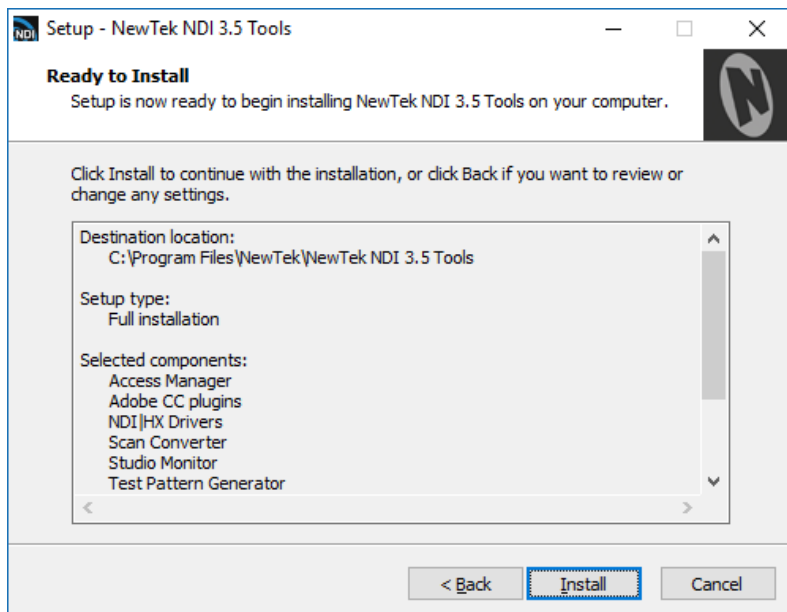 NDI Setup - NewTek NDI 3.5 Tools
Ready to Install
Setup is now ready to begin installing NewTek NDI 3.5 Tools on your computer.
N
Click Install to continue with the installation, or click Back if you want to review or
change any settings.
Destination location:
C:\Program Files\NewTek\NewTek NDI 3.5 Tools
Setup type:
Full installation
Selected components:
Access Manager
Adobe CC plugins
NDI|HX Drivers
Scan Converter
Studio Monitor
Test Pattern Generator
< Back Install Cancel